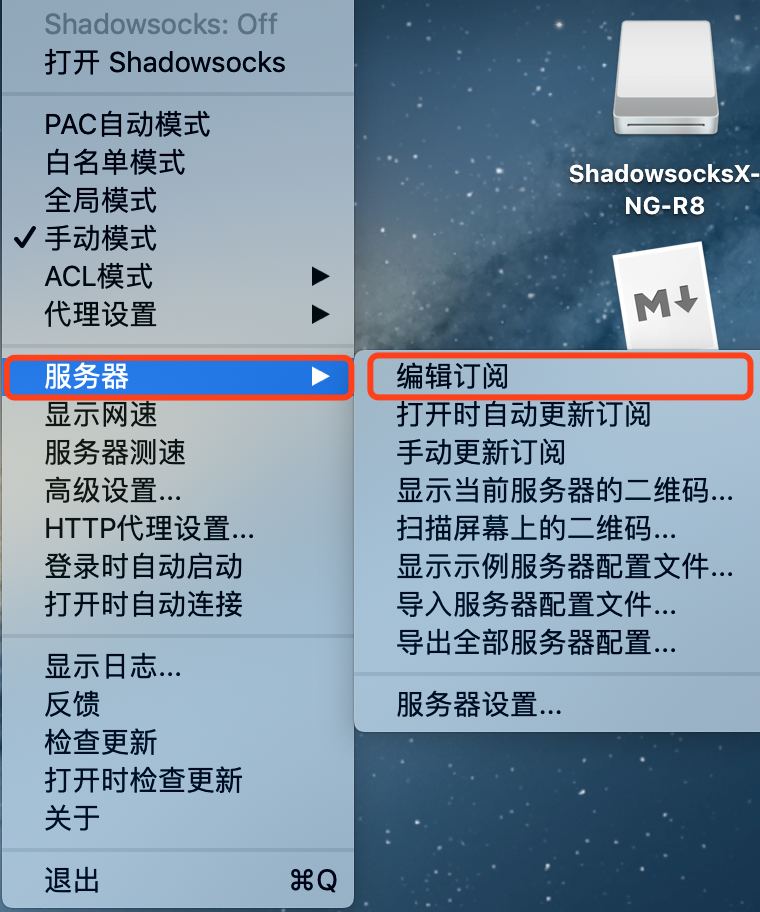 Shadowsocks: Off
打开 Shadowsocks
PAC自动模式
白名单模式
全局模式
✓ 手动模式
ACL模式
代理设置
服务器
显示网速
服务器测速
高级设置...
HTTP代理设置...
登录时自动启动
打开时自动连接
显示日志...
反馈
检查更新
打开时检查更新
关于
退出 ⌘Q
编辑订阅
打开时自动更新订阅
手动更新订阅
显示当前服务器的二维码...
扫描屏幕上的二维码...
显示示例服务器配置文件...
导入服务器配置文件...
导出全部服务器配置...
服务器设置...
ShadowsocksX-
NG-R8
M